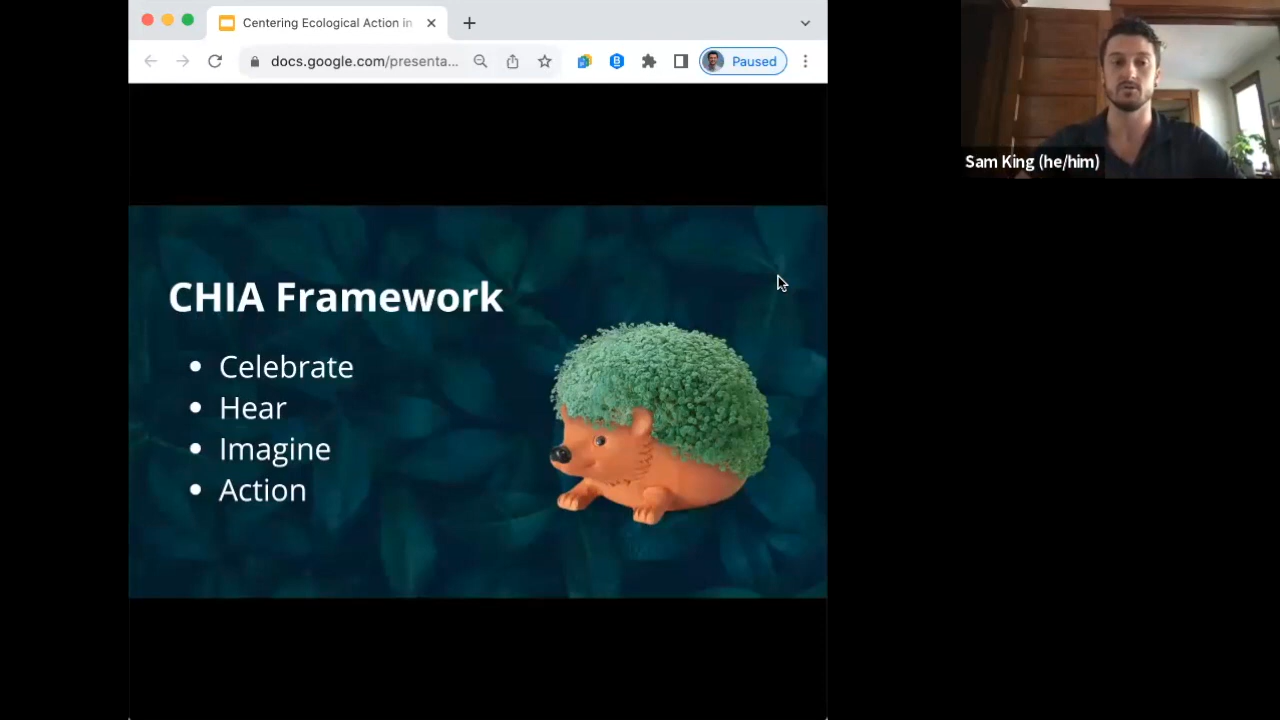 Centering Ecological Action in
docs.google.com/presenta...
Paused
Sam King (he/him)
CHIA Framework
• Celebrate
• Hear
• Imagine
• Action